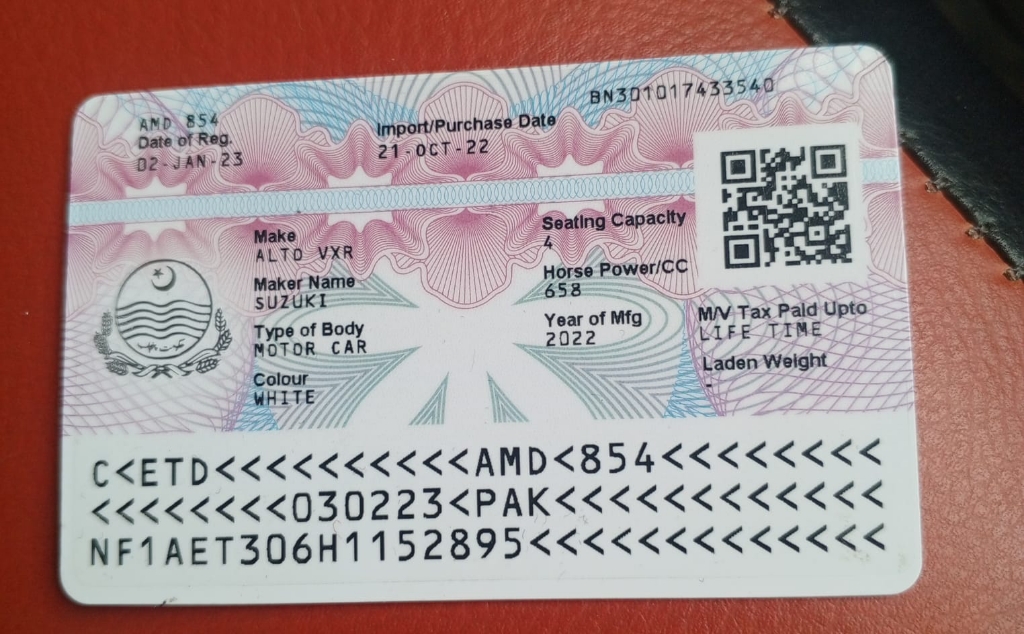 BN301017433540
AMD 854
Date of Reg.
02-JAN-23
Import/Purchase Date
21-OCT-22
Make
ALTO VXR
Maker Name
SUZUKI
Type of Body
MOTOR CAR
Colour
WHITE
Seating Capacity
4
Horse Power/CC
658
Year of Mfg
2022
M/V Tax Paid Upto
LIFE TIME
Laden Weight
-
C<ETD<<<<<<<<<<AMD<854<<<<<<<<<
<<<<<<<<030223<PAK<<<<<<<<<<<<<
NF1AET306H1152895<<<<<<<<<<<<<<